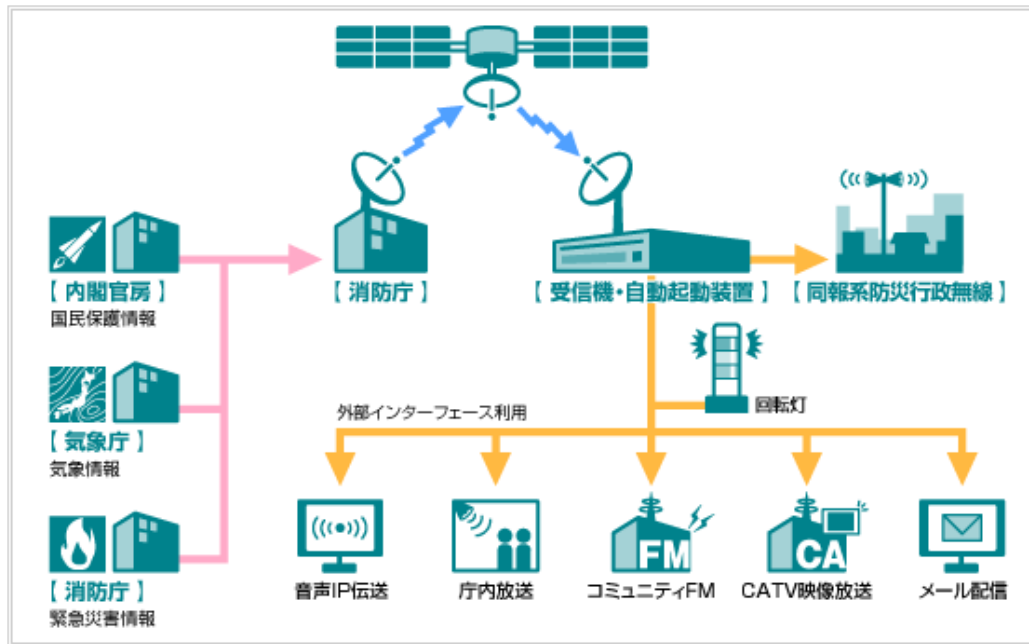 【 内閣官房 】
国民保護情報
【 消防庁 】
【 受信機・自動起動装置 】
【 同報系防災行政無線 】
回転灯
外部インターフェース利用
【 気象庁 】
気象情報
【 消防庁 】
緊急災害情報
FM
CA
音声IP伝送
庁内放送
コミュニティFM
CATV映像放送
メール配信